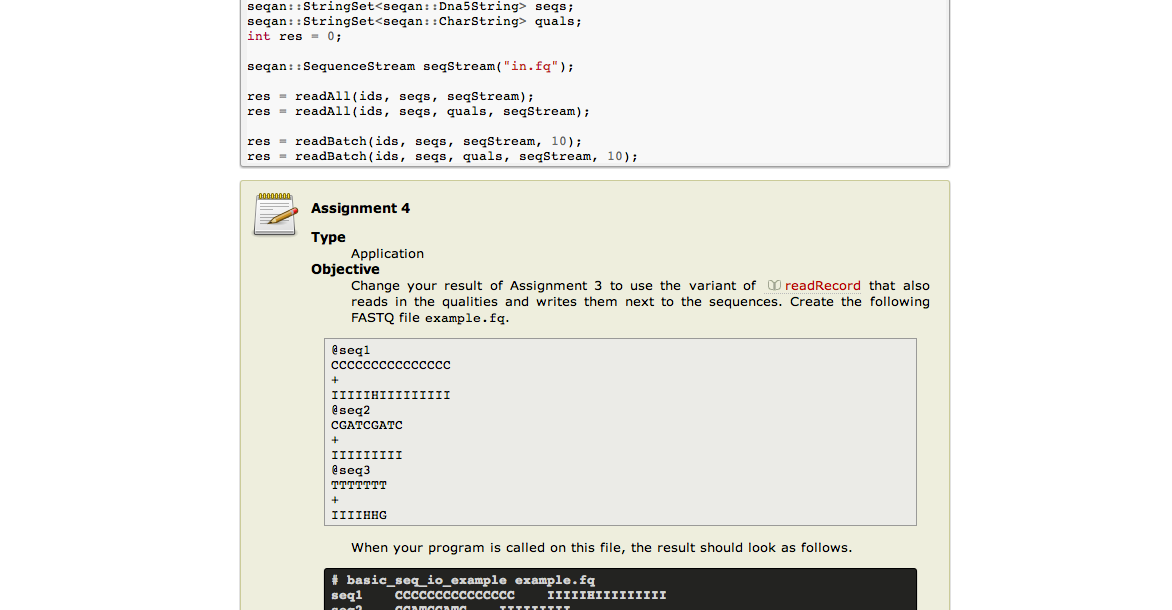 seqan::StringSet<seqan::Dna5String> seqs;
seqan::StringSet<seqan::CharString> quals;
int res = 0;
seqan::SequenceStream seqStream("in.fq");
res = readAll(ids, seqs, seqStream);
res = readAll(ids, seqs, quals, seqStream);
res = readBatch(ids, seqs, seqStream, 10);
res = readBatch(ids, seqs, quals, seqStream, 10);
Assignment 4
Type
Application
Objective
Change your result of Assignment 3 to use the variant of readRecord that also
reads in the qualities and writes them next to the sequences. Create the following
FASTQ file example.fq.
@seq1
CCCCCCCCCCCCCCC
+
IIIIIHIIIIIIIII
@seq2
CGATCGATC
+
IIIIIIIII
@seq3
TTTTTTT
+
IIIIHHG
When your program is called on this file, the result should look as follows.
# basic_seq_io_example example.fq
seq1 CCCCCCCCCCCCCCC IIIIIHIIIIIIIII
seq2 CGATCGATC IIIIIIIII